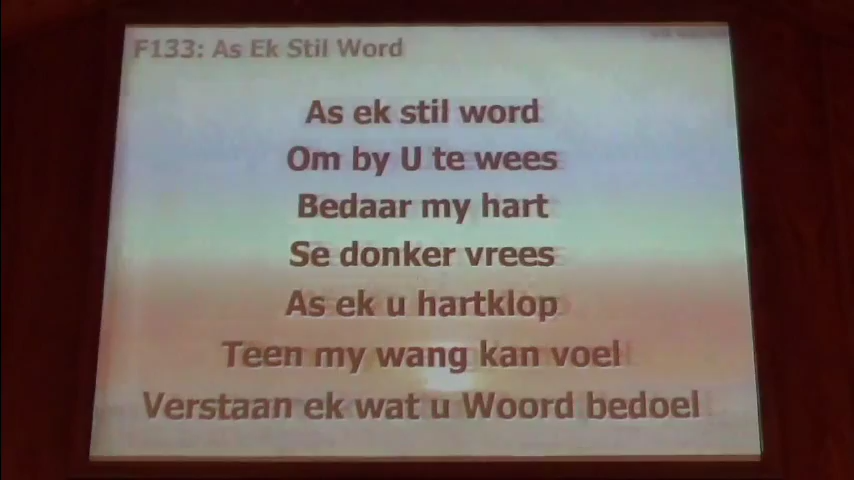 F133: As Ek Stil Word
As ek stil word
Om by U te wees
Bedaar my hart
Se donker vrees
As ek u hartklop
Teen my wang kan voel
Verstaan ek wat u Woord bedoel